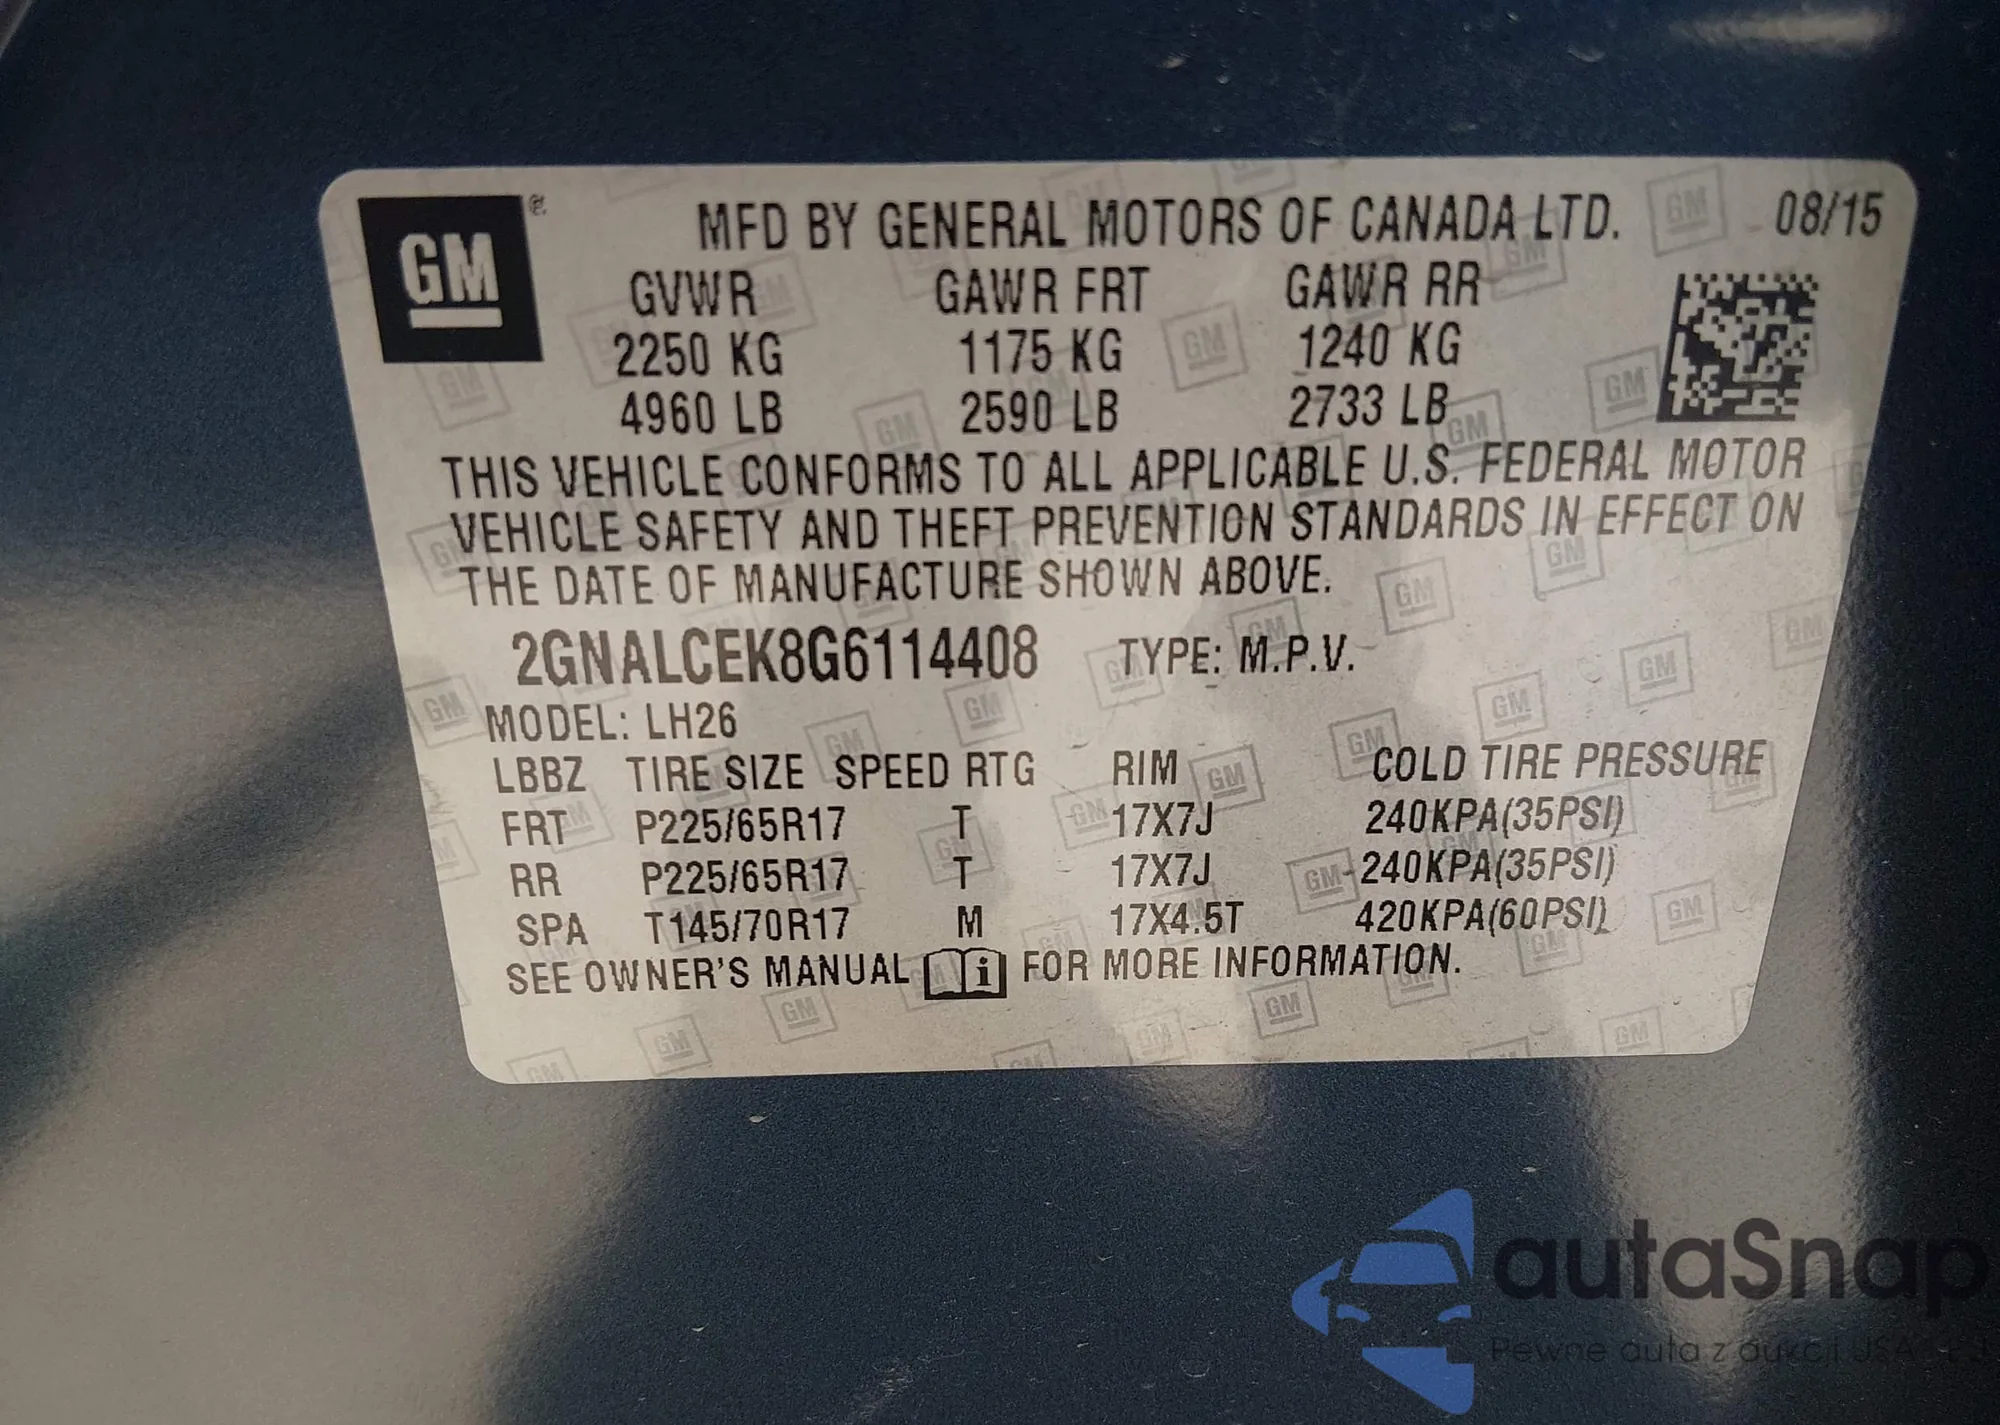 GM
MFD BY GENERAL MOTORS OF CANADA LTD. 08/15
GVWR GAWR FRT GAWR RR
2250 KG 1175 KG 1240 KG
4960 LB 2590 LB 2733 LB
THIS VEHICLE CONFORMS TO ALL APPLICABLE U.S. FEDERAL MOTOR
VEHICLE SAFETY AND THEFT PREVENTION STANDARDS IN EFFECT ON
THE DATE OF MANUFACTURE SHOWN ABOVE.
2GNALCEK8G6114408 TYPE: M.P.V.
MODEL: LH26
LBBZ TIRE SIZE SPEED RTG RIM COLD TIRE PRESSURE
FRT P225/65R17 T 17X7J 240KPA(35PSI)
RR P225/65R17 T 17X7J 240KPA(35PSI)
SPA T145/70R17 M 17X4.5T 420KPA(60PSI)
SEE OWNER'S MANUAL i FOR MORE INFORMATION.
autaSnap
Pewne auta z aukcji USA